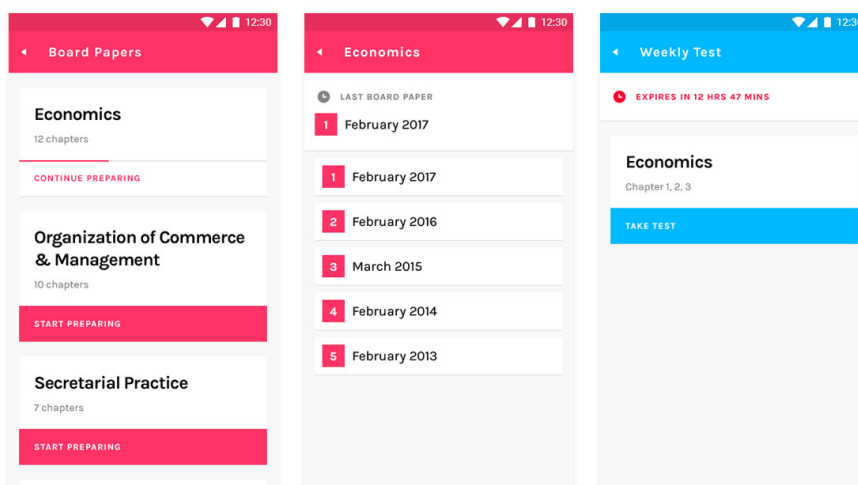 12:30
Board Papers
Economics
12 chapters
CONTINUE PREPARING
Organization of Commerce
& Management
10 chapters
START PREPARING
Secretarial Practice
7 chapters
START PREPARING
12:30
Economics
LAST BOARD PAPER
1 February 2017
1 February 2017
2 February 2016
3 March 2015
4 February 2014
5 February 2013
12:30
Weekly Test
EXPIRES IN 12 HRS 47 MINS
Economics
Chapter 1, 2, 3
TAKE TEST